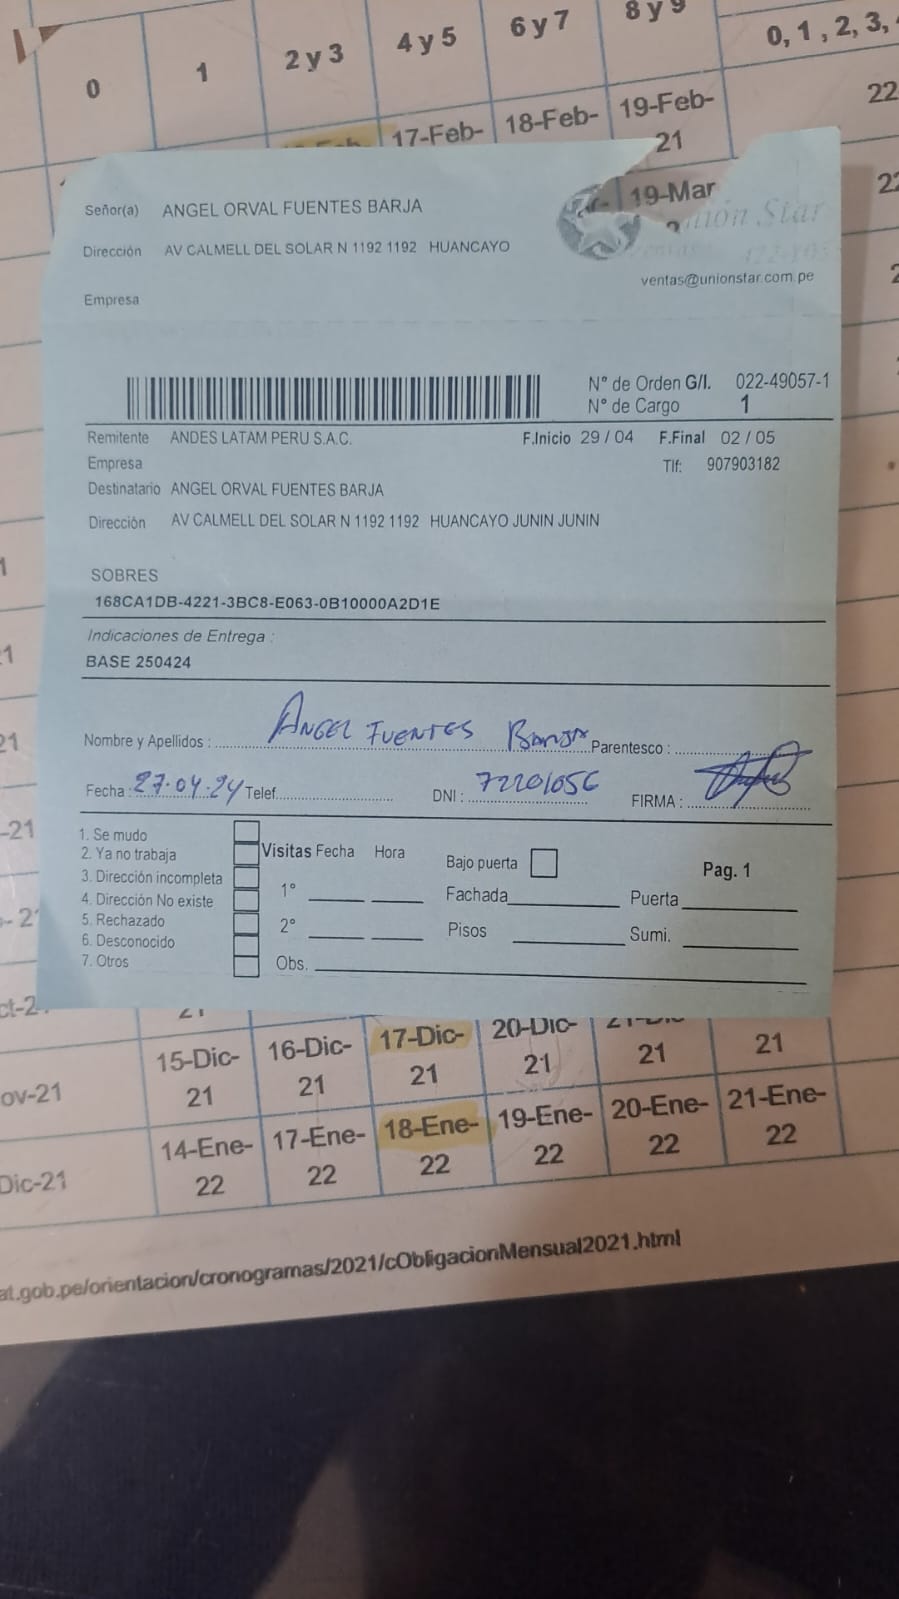 0 1 2 y 3 4 y 5 6 y 7 8 y 9 0, 1, 2, 3,
17-Feb- 18-Feb- 19-Feb-21 22
19-Mar 22
Señor(a) ANGEL ORVAL FUENTES BARJA
Unión Star
Dirección AV CALMELL DEL SOLAR N 1192 1192 HUANCAYO
ventas@unionstar.com.pe
Empresa
N° de Orden G/I. 022-49057-1
N° de Cargo 1
Remitente ANDES LATAM PERU S.A.C. F.Inicio 29 / 04 F.Final 02 / 05
Empresa Tlf: 907903182
Destinatario ANGEL ORVAL FUENTES BARJA
Dirección AV CALMELL DEL SOLAR N 1192 1192 HUANCAYO JUNIN JUNIN
SOBRES
168CA1DB-4221-3BC8-E063-0B10000A2D1E
Indicaciones de Entrega :
BASE 250424
Nombre y Apellidos : ANGEL FUENTES Barja Parentesco :
Fecha : 27.04.24 Telef. DNI : 72201056 FIRMA :
1. Se mudo
2. Ya no trabaja Visitas Fecha Hora Bajo puerta Pag. 1
3. Dirección incompleta 1° Fachada Puerta
4. Dirección No existe
5. Rechazado 2° Pisos Sumi.
6. Desconocido
7. Otros Obs.
15-Dic-21 16-Dic-21 17-Dic-21 20-Dic-21 21 21
ov-21
14-Ene-22 17-Ene-22 18-Ene-22 19-Ene-22 20-Ene-22 21-Ene-22
Dic-21
at.gob.pe/orientacion/cronogramas/2021/cObligacionMensual2021.html